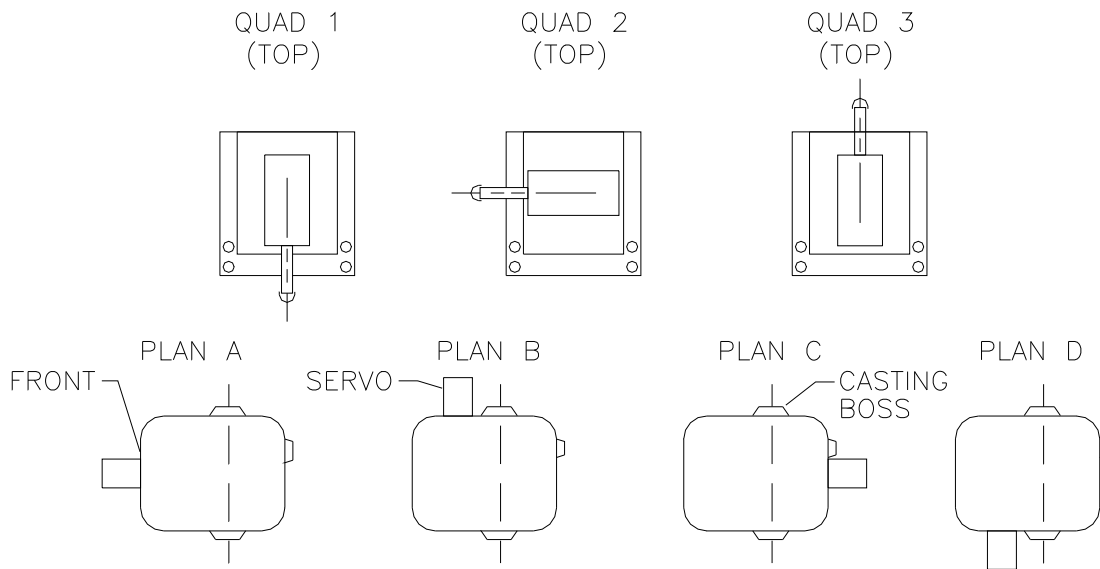 QUAD 1
(TOP)
QUAD 2
(TOP)
QUAD 3
(TOP)
PLAN A
PLAN B
PLAN C
PLAN D
FRONT
SERVO
CASTING
BOSS